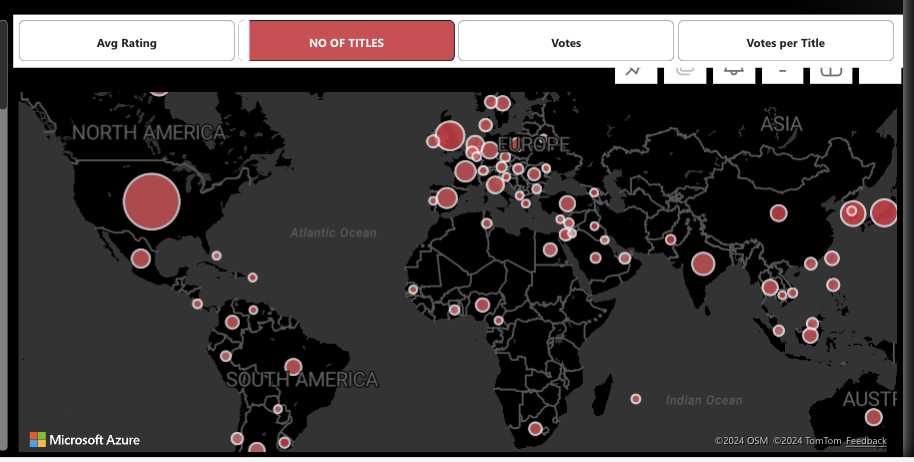 Avg Rating
NO OF TITLES
Votes
Votes per Title
NORTH AMERICA
EUROPE
ASIA
Atlantic Ocean
SOUTH AMERICA
Indian Ocean
AUST
Microsoft Azure
©2024 OSM ©2024 TomTom Feedback